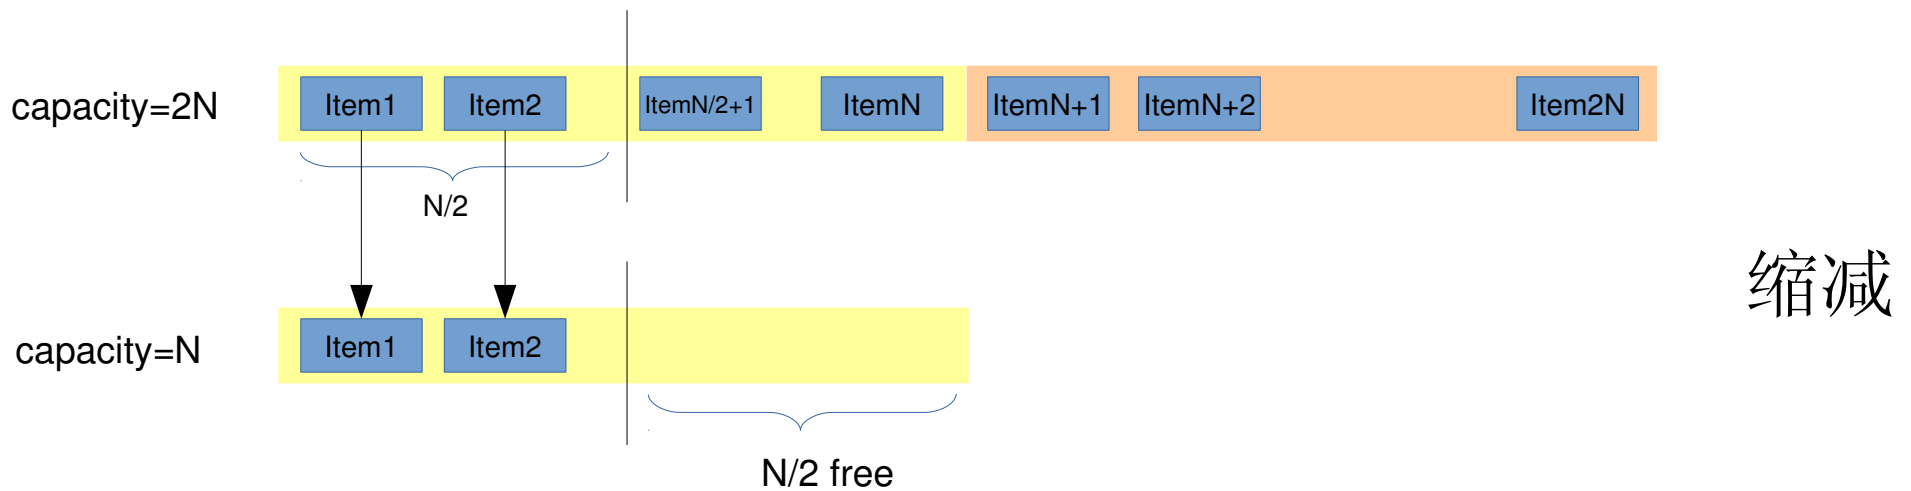 capacity=2N
Item1 Item2 ItemN/2+1 ItemN ItemN+1 ItemN+2 Item2N
N/2
缩减
capacity=N
Item1 Item2
N/2 free